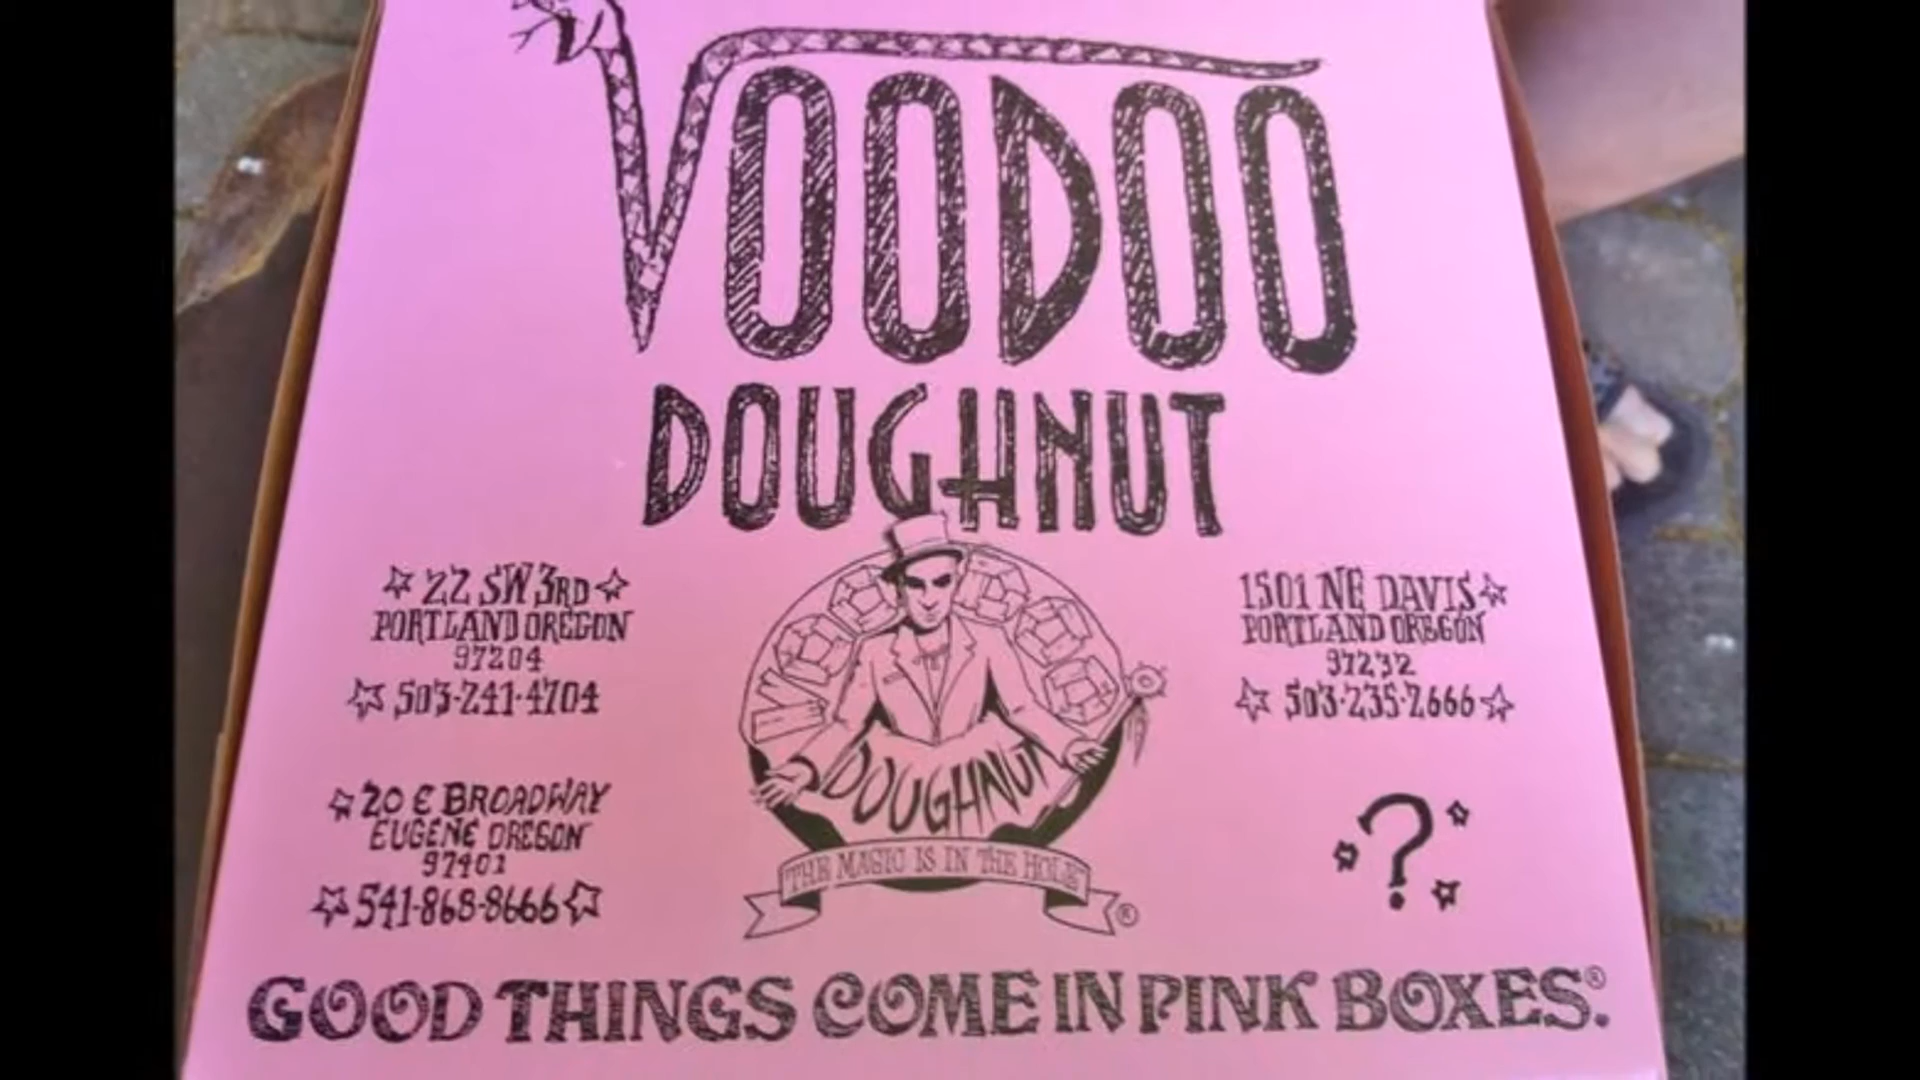 VOODOO
DOUGHNUT
22 SW 3RD
PORTLAND OREGON
97204
503-241-4704
1501 NE DAVIS
PORTLAND OREGON
97232
503-235-2666
20 E BROADWAY
EUGENE OREGON
97401
541-868-8666
DOUGHNUT
THE MAGIC IS IN THE HOLE
®
?
GOOD THINGS COME IN PINK BOXES.®